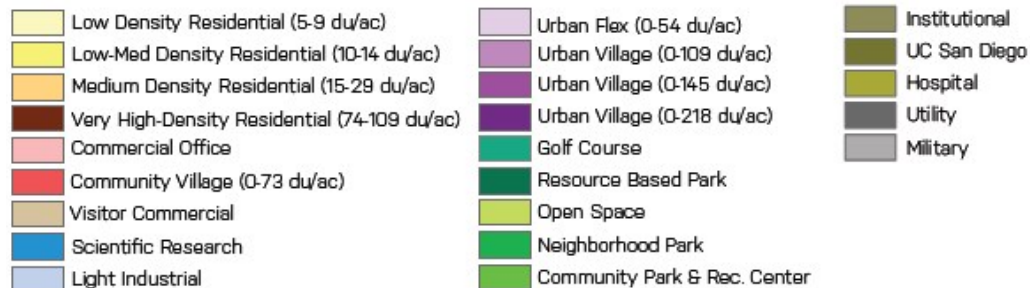 Low Density Residential (5-9 du/ac)
Low-Med Density Residential (10-14 du/ac)
Medium Density Residential (15-29 du/ac)
Very High-Density Residential (74-109 du/ac)
Commercial Office
Community Village (0-73 du/ac)
Visitor Commercial
Scientific Research
Light Industrial
Urban Flex (0-54 du/ac)
Urban Village (0-109 du/ac)
Urban Village (0-145 du/ac)
Urban Village (0-218 du/ac)
Golf Course
Resource Based Park
Open Space
Neighborhood Park
Community Park & Rec. Center
Institutional
UC San Diego
Hospital
Utility
Military